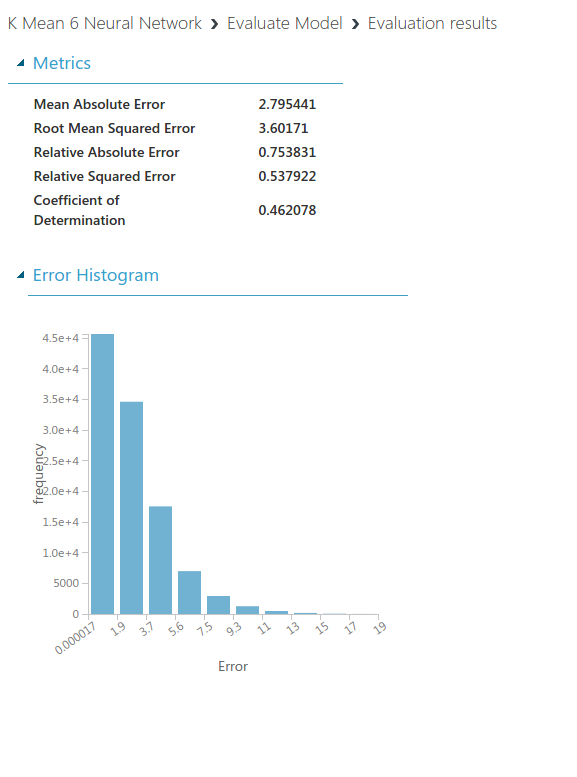 K Mean 6 Neural Network > Evaluate Model > Evaluation results
Metrics
Mean Absolute Error 2.795441
Root Mean Squared Error 3.60171
Relative Absolute Error 0.753831
Relative Squared Error 0.537922
Coefficient of
Determination 0.462078
Error Histogram
4.5e+4
4.0e+4
3.5e+4
3.0e+4
2.5e+4
2.0e+4
1.5e+4
1.0e+4
5000
0
frequency
0.000017 1.9 3.7 5.6 7.5 9.3 11 13 15 17 19
Error